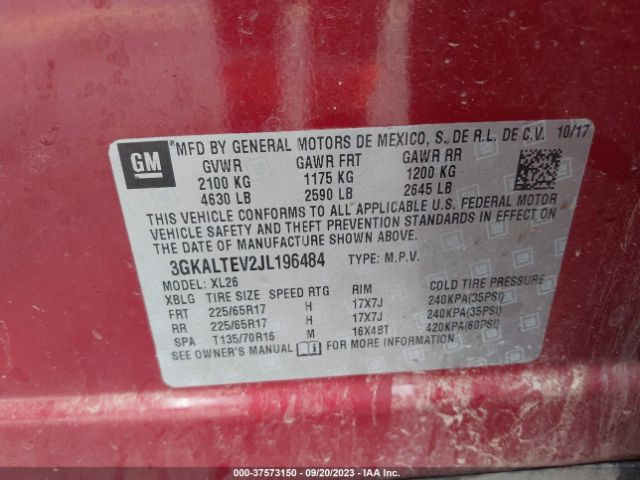 GM
MFD BY GENERAL MOTORS DE MEXICO, S. DE R.L. DE C.V. 10/17
GVWR GAWR FRT GAWR RR
2100 KG 1175 KG 1200 KG
4630 LB 2590 LB 2645 LB
THIS VEHICLE CONFORMS TO ALL APPLICABLE U.S. FEDERAL MOTOR
VEHICLE SAFETY AND THEFT PREVENTION STANDARDS IN EFFECT ON
THE DATE OF MANUFACTURE SHOWN ABOVE.
3GKALTEV2JL196484 TYPE: M.P.V.
MODEL: XL26
XBLG TIRE SIZE SPEED RTG RIM COLD TIRE PRESSURE
FRT 225/65R17 H 17X7J 240KPA(35PSI)
RR 225/65R17 H 17X7J 240KPA(35PSI)
SPA T135/70R16 M 16X4BT 420KPA(60PSI)
SEE OWNER'S MANUAL i FOR MORE INFORMATION
000-37573150 - 09/20/2023 - IAA Inc.